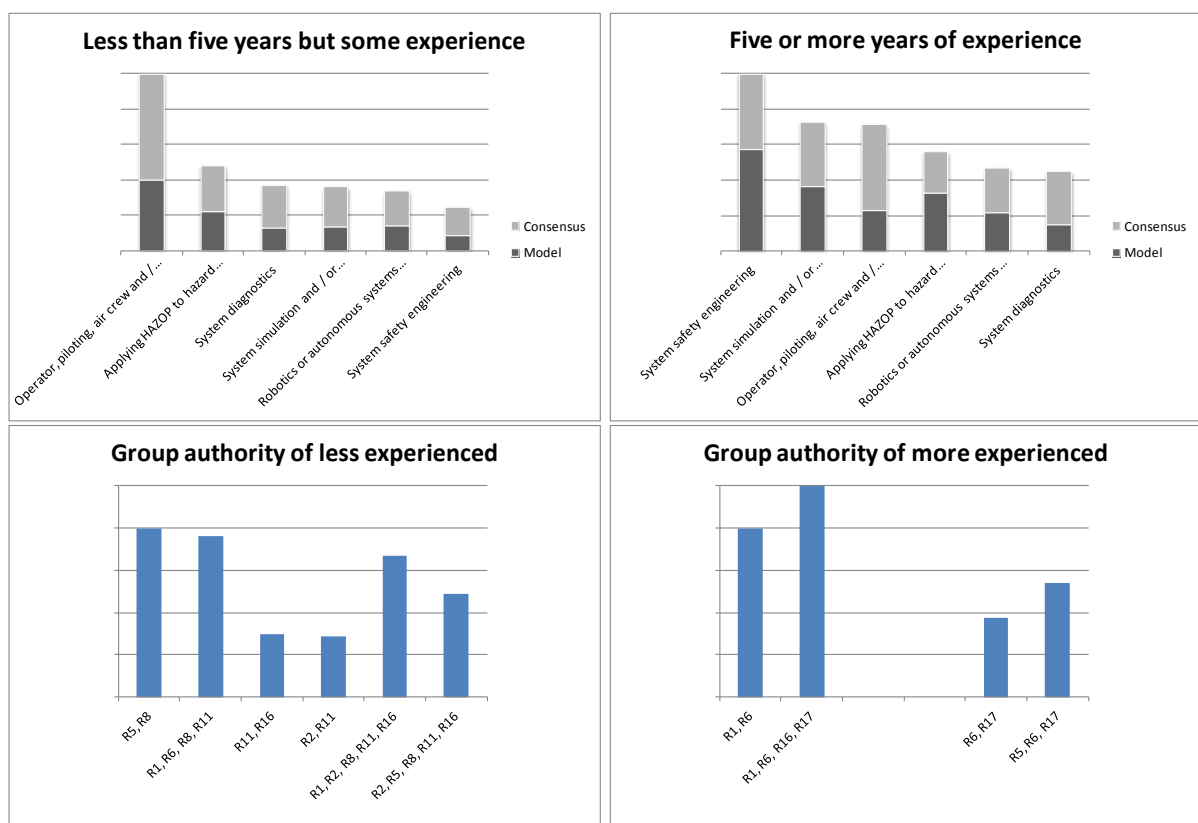 Less than five years but some experience
Consensus
Model
Operator, piloting, air crew and /...
Applying HAZOP to hazard...
System diagnostics
System simulation and / or...
Robotics or autonomous systems...
System safety engineering
Five or more years of experience
Consensus
Model
System safety engineering
System simulation and / or...
Operator, piloting, air crew and /...
Applying HAZOP to hazard...
Robotics or autonomous systems...
System diagnostics
Group authority of less experienced
R5, R8
R1, R6, R8, R11
R11, R16
R2, R11
R1, R2, R8, R11, R16
R2, R5, R8, R11, R16
Group authority of more experienced
R1, R6
R1, R6, R16, R17
R6, R17
R5, R6, R17